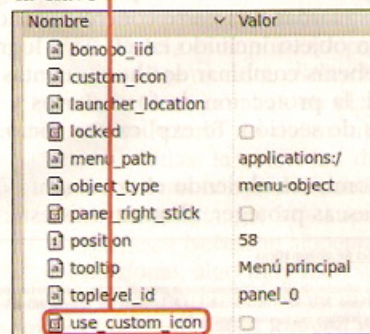 Nombre Valor
bonobo_iid
custom_icon
launcher_location
locked
menu_path applications:/
object_type menu-object
panel_right_stick
position 58
tooltip Menú principal
toplevel_id panel_0
use_custom_icon